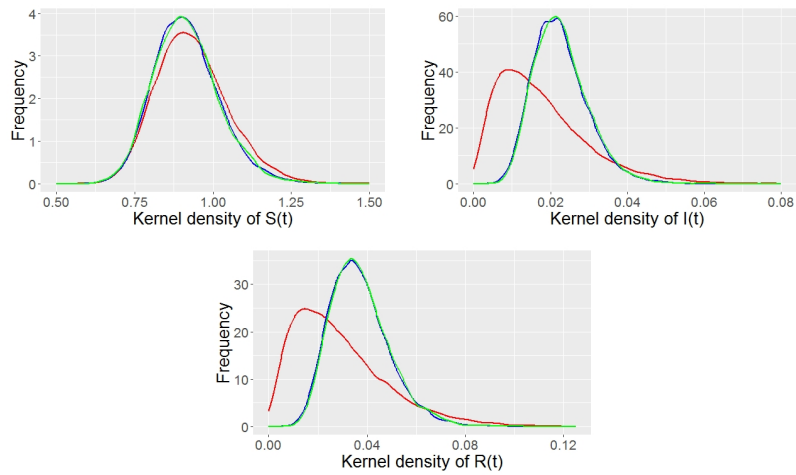 Frequency
4
3
2
1
0
0.50 0.75 1.00 1.25 1.50
Kernel density of S(t)
Frequency
60
40
20
0
0.00 0.02 0.04 0.06 0.08
Kernel density of I(t)
Frequency
30
20
10
0
0.00 0.04 0.08 0.12
Kernel density of R(t)